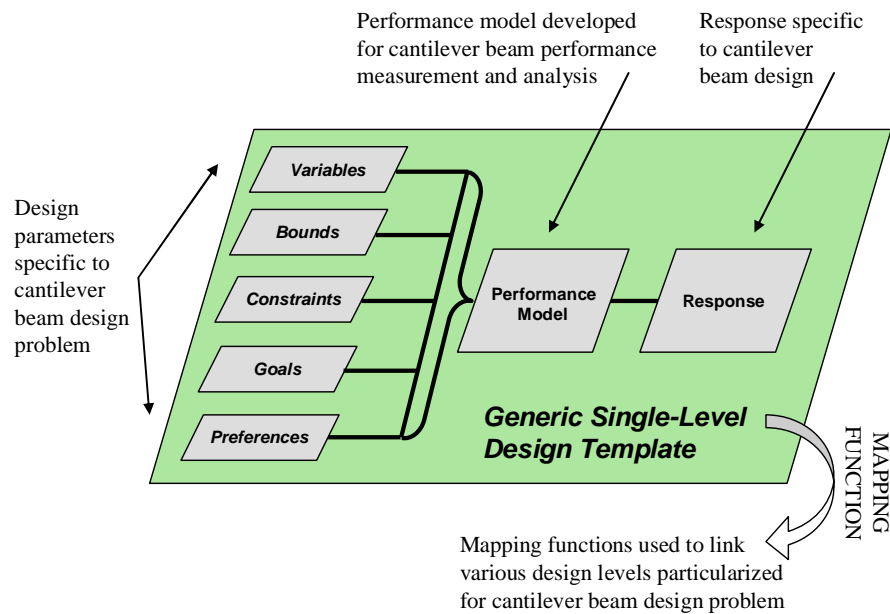 Performance model developed
for cantilever beam performance
measurement and analysis
Response specific
to cantilever
beam design
Design
parameters
specific to
cantilever
beam design
problem
Variables
Bounds
Constraints
Goals
Preferences
Performance
Model
Response
Generic Single-Level
Design Template
MAPPING
FUNCTION
Mapping functions used to link
various design levels particularized
for cantilever beam design problem